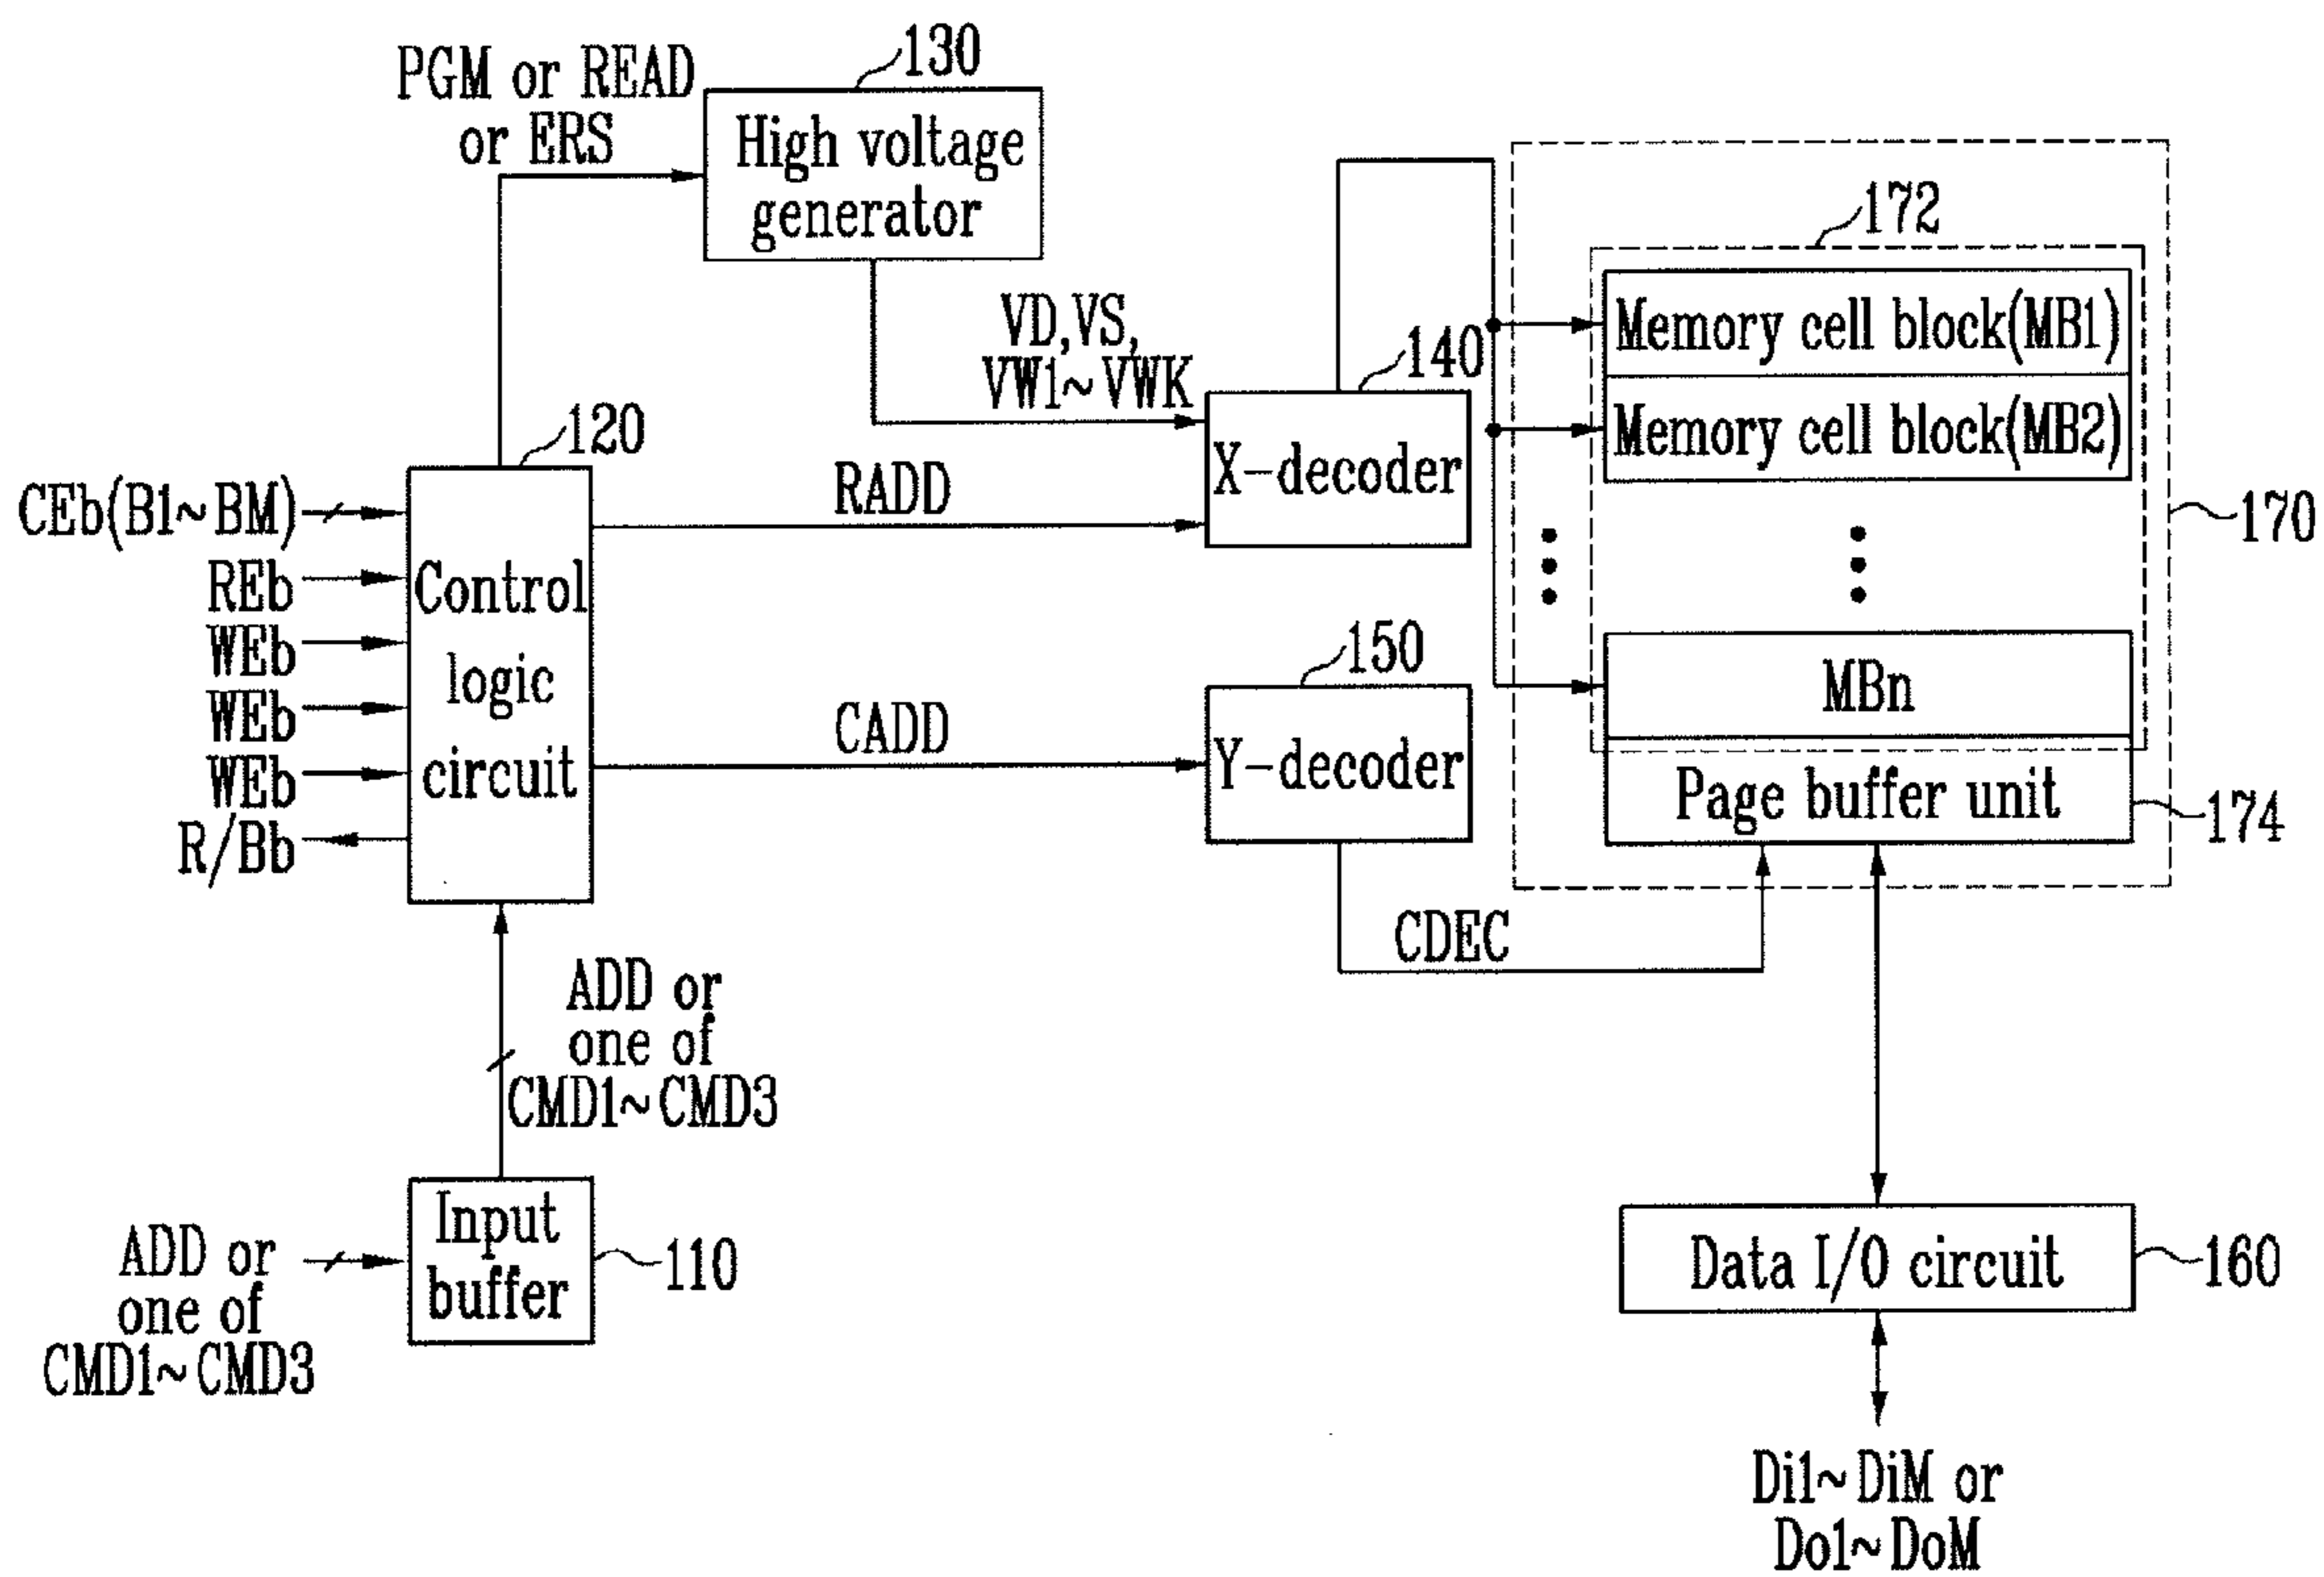 130
PGM or READ
or ERS
High voltage
generator
172
VD,VS,
VW1~VWK
140
Memory cell block(MB1)
Memory cell block(MB2)
120
X-decoder
RADD
CEb(B1~BM)
170
REb
Control
WEb
logic
150
MBn
WEb
CADD
WEb
circuit
Y-decoder
Page buffer unit
174
R/Bb
CDEC
ADD or
one of
CMD1~CMD3
Input
buffer
110
ADD or
one of
CMD1~CMD3
Data I/O circuit
160
Di1~DiM or
Do1~DoM